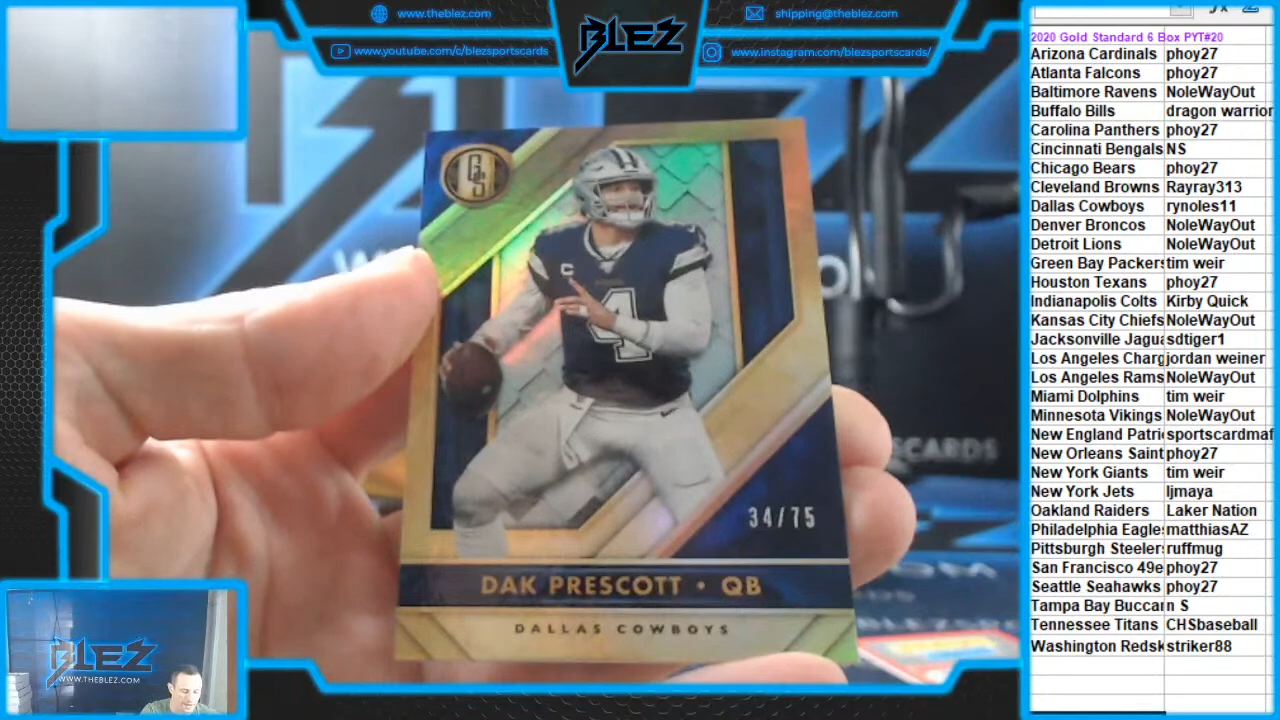 www.theblez.com
www.youtube.com/c/blezsportscards
BLEZ
shipping@theblez.com
www.instagram.com/blezsportscards/
GS
4
C
34/75
DAK PRESCOTT • QB
DALLAS COWBOYS
ECARDS
BLEZ
WWW.THEBLEZ.COM
2020 Gold Standard 6 Box PYT#20
Arizona Cardinals phoy27
Atlanta Falcons phoy27
Baltimore Ravens NoleWayOut
Buffalo Bills dragon warrior
Carolina Panthers phoy27
Cincinnati Bengals NS
Chicago Bears phoy27
Cleveland Browns Rayray313
Dallas Cowboys rynoles11
Denver Broncos NoleWayOut
Detroit Lions NoleWayOut
Green Bay Packers tim weir
Houston Texans phoy27
Indianapolis Colts Kirby Quick
Kansas City Chiefs NoleWayOut
Jacksonville Jagua sdtiger1
Los Angeles Charg jordan weiner
Los Angeles Rams NoleWayOut
Miami Dolphins tim weir
Minnesota Vikings NoleWayOut
New England Patri sportscardmaf
New Orleans Saint phoy27
New York Giants tim weir
New York Jets ljmaya
Oakland Raiders Laker Nation
Philadelphia Eagle matthiasAZ
Pittsburgh Steeler ruffmug
San Francisco 49e phoy27
Seattle Seahawks phoy27
Tampa Bay Buccan n S
Tennessee Titans CHSbaseball
Washington Redsk striker88